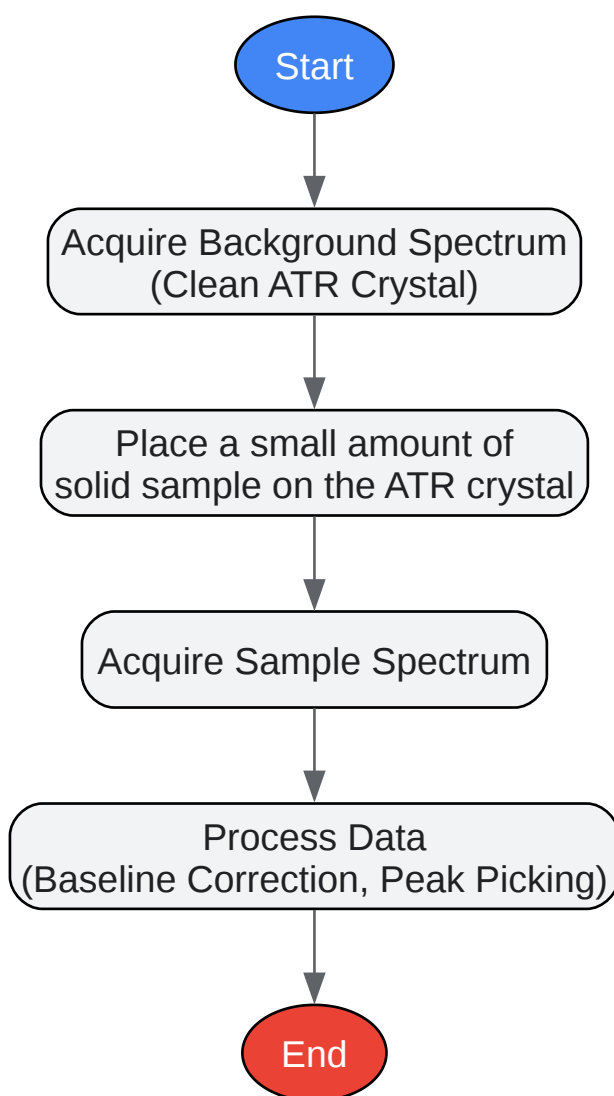 Start
Acquire Background Spectrum
(Clean ATR Crystal)
Place a small amount of
solid sample on the ATR crystal
Acquire Sample Spectrum
Process Data
(Baseline Correction, Peak Picking)
End